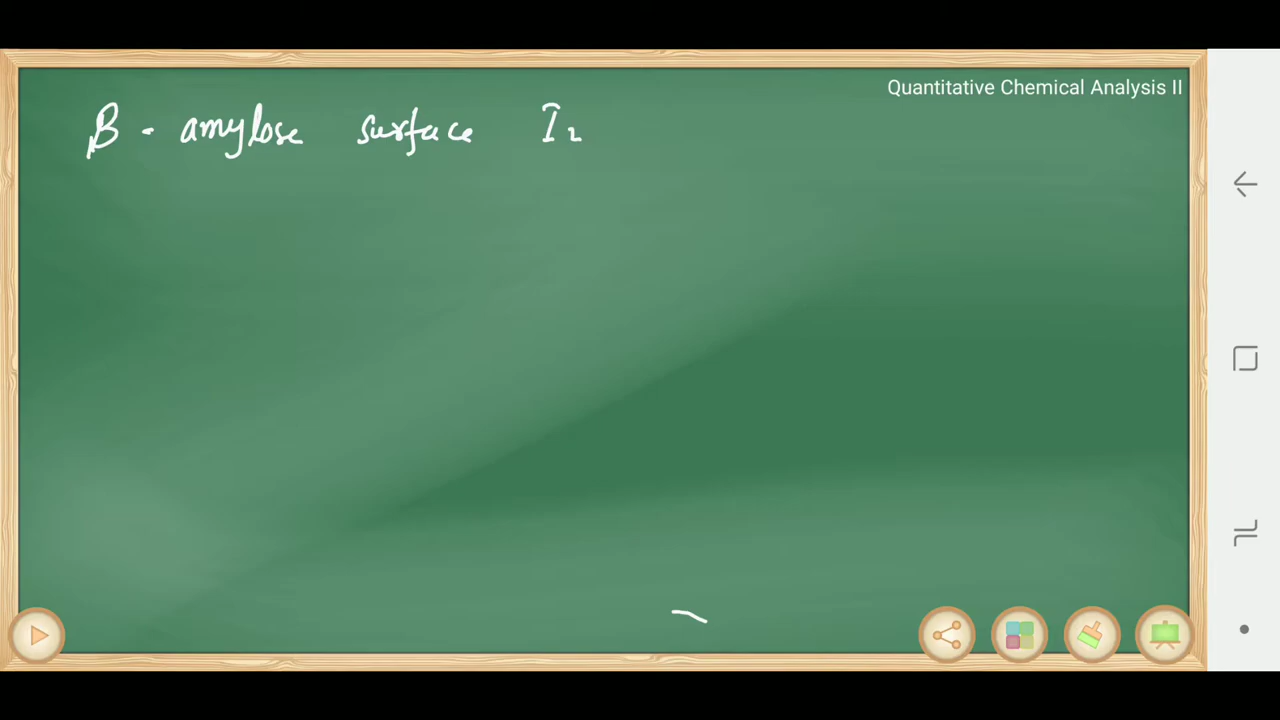 Quantitative Chemical Analysis II
β - amylose surface I₂